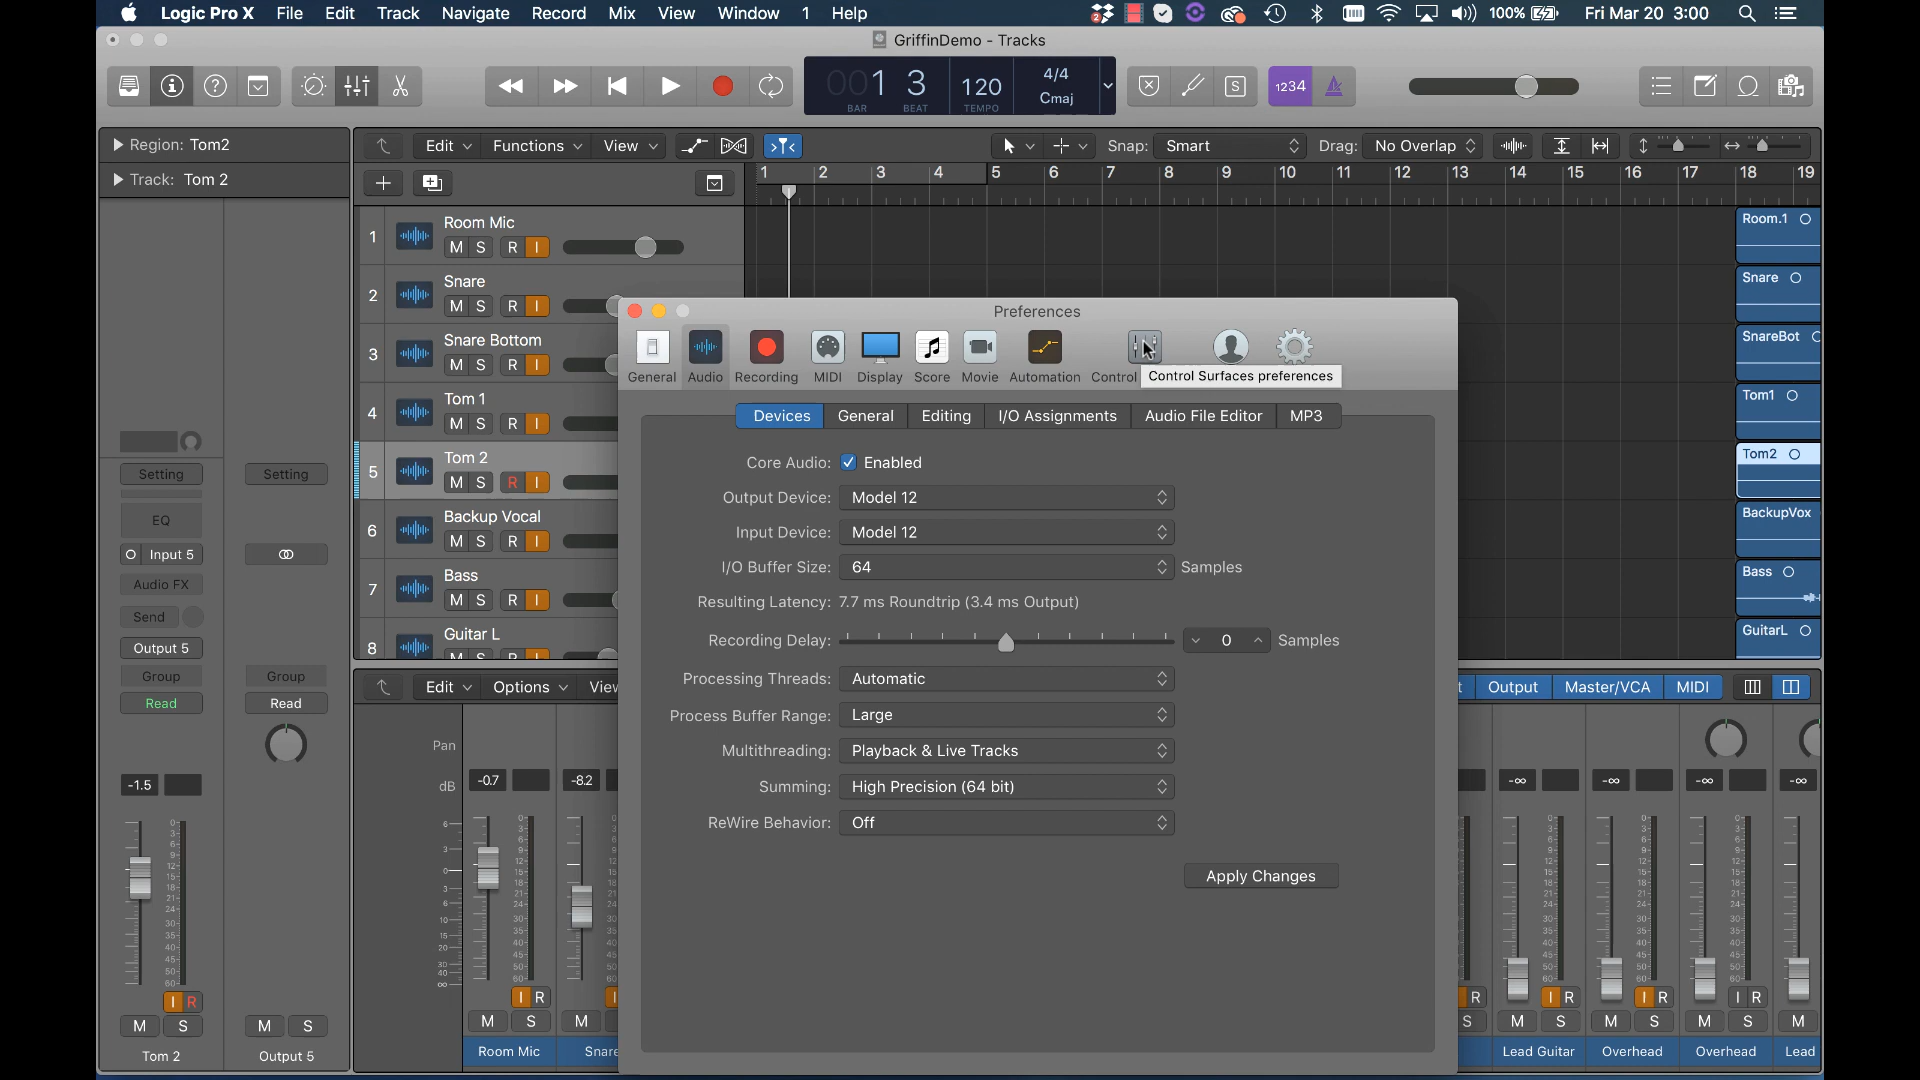 Logic Pro X File Edit Track Navigate Record Mix View Window 1 Help 2 100% Fri Mar 20 3:00
GriffinDemo - Tracks
001 3 120 4/4 Cmaj
BAR BEAT TEMPO
S 1234
Region: Tom2
Track: Tom 2
Edit Functions View Snap: Smart Drag: No Overlap
1 2 3 4 5 6 7 8 9 10 11 12 13 14 15 16 17 18 19
1 Room Mic
M S R I
Room.1
2 Snare
M S R I
Snare
3 Snare Bottom
M S R I
SnareBot
4 Tom 1
M S R I
Tom1
5 Tom 2
M S R I
Tom2
6 Backup Vocal
M S R I
BackupVox
7 Bass
M S R I
Bass
8 Guitar L
M S R I
GuitarL
Preferences
General Audio Recording MIDI Display Score Movie Automation Control
Control Surfaces preferences
Devices General Editing I/O Assignments Audio File Editor MP3
Core Audio: Enabled
Output Device: Model 12
Input Device: Model 12
I/O Buffer Size: 64 Samples
Resulting Latency: 7.7 ms Roundtrip (3.4 ms Output)
Recording Delay: 0 Samples
Processing Threads: Automatic
Process Buffer Range: Large
Multithreading: Playback & Live Tracks
Summing: High Precision (64 bit)
ReWire Behavior: Off
Apply Changes
Setting Setting
EQ
Input 5
Audio FX
Send
Output 5
Group Group
Read Read
-1.5
I R
M S M S
Tom 2 Output 5
Edit Options View
Output Master/VCA MIDI
Pan
dB -0.7 -8.2 -∞ -∞ -∞ -∞
I R I R I R I R I R
M S M S M S M S M S M
Room Mic Snare Lead Guitar Overhead Overhead Lead